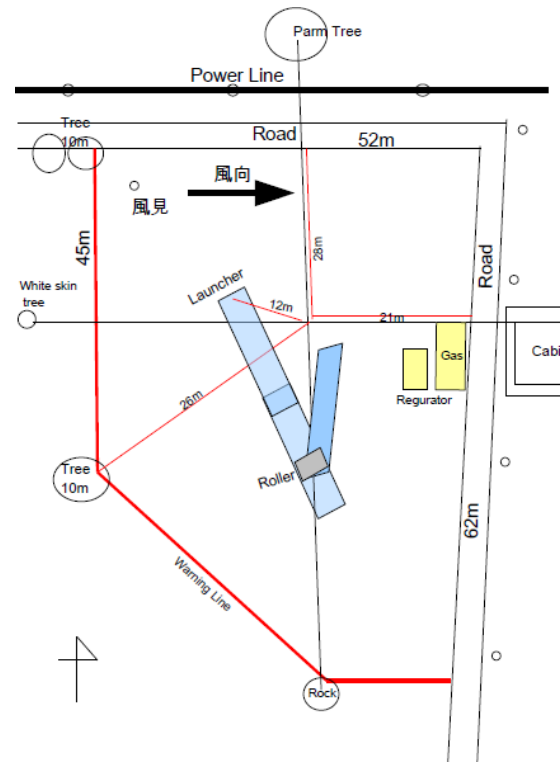 Parm Tree
Power Line
Tree
10m
Road
52m
風向
風見
45m
28m
Road
Launcher
12m
White skin
tree
21m
Cabi
Gas
26m
Regurator
Tree
10m
Roller
62m
Warning Line
Rock